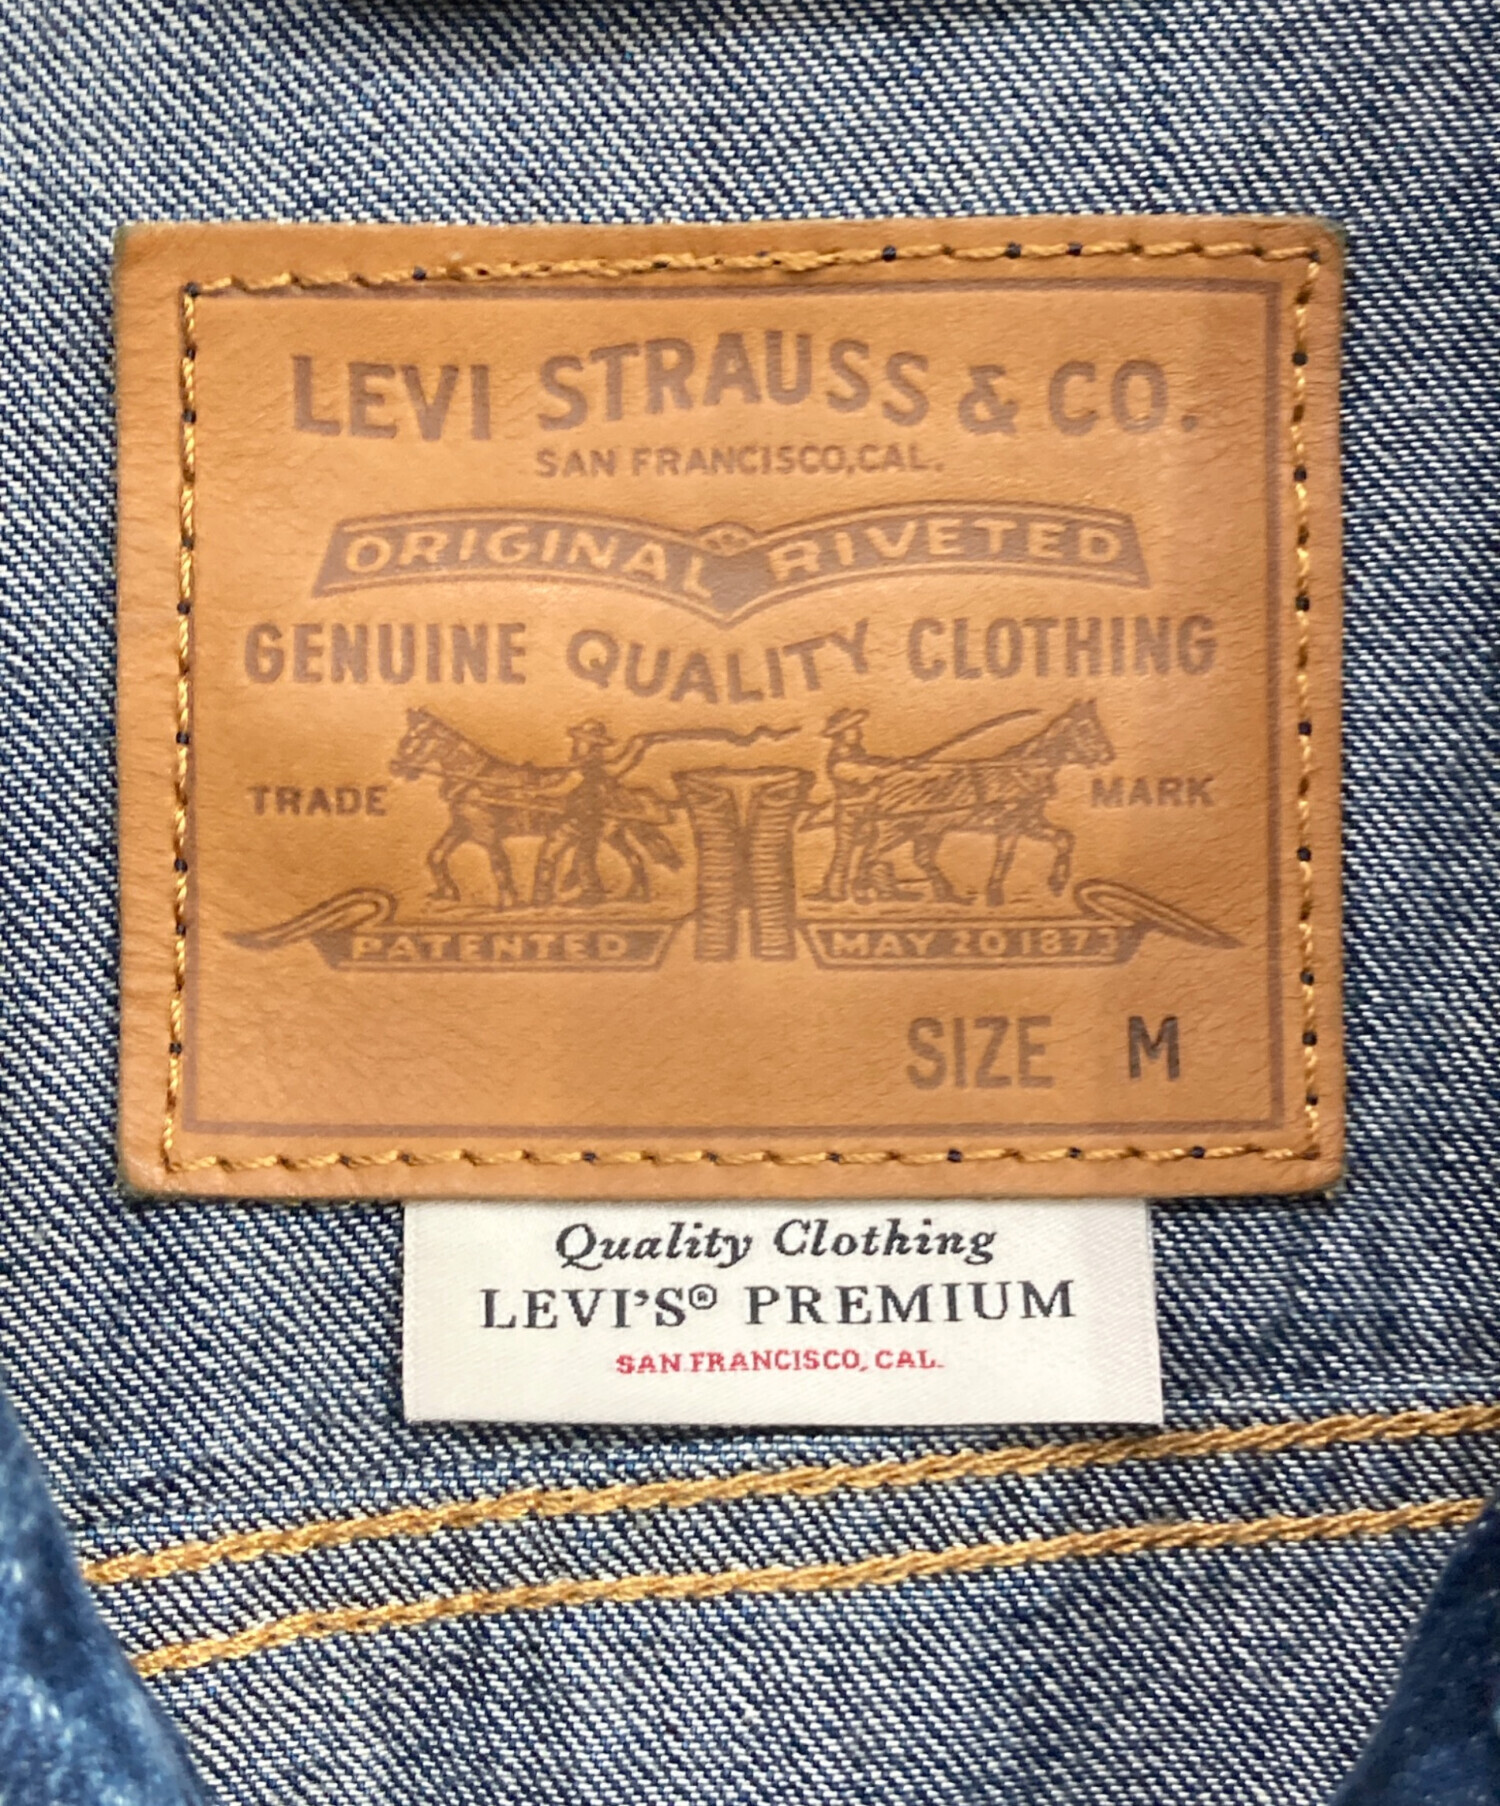 LEVI STRAUSS & CO.
SAN FRANCISCO, CAL.
ORIGINAL RIVETED
GENUINE QUALITY CLOTHING
TRADE MARK
PATENTED MAY 20 1873
SIZE M
Quality Clothing
LEVI'S® PREMIUM
SAN FRANCISCO, CAL.